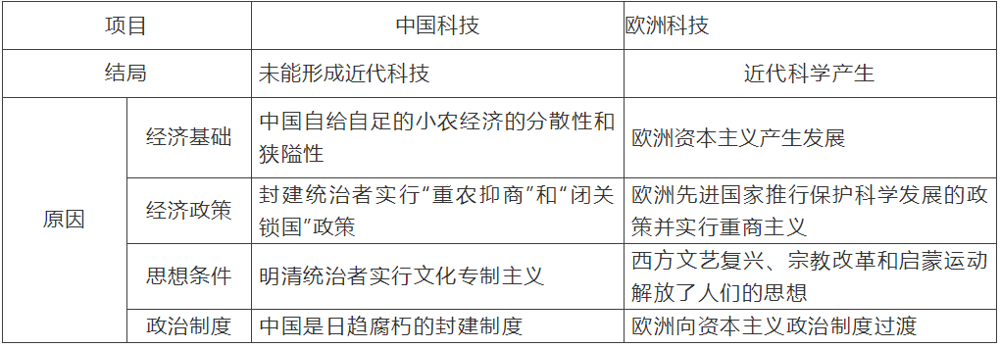 项目 中国科技 欧洲科技
结局 未能形成近代科技 近代科学产生
原因
经济基础
中国自给自足的小农经济的分散性和
狭隘性
欧洲资本主义产生发展
经济政策
封建统治者实行“重农抑商”和“闭关
锁国”政策
欧洲先进国家推行保护科学发展的政
策并实行重商主义
思想条件
明清统治者实行文化专制主义
西方文艺复兴、宗教改革和启蒙运动
解放了人们的思想
政治制度
中国是日趋腐朽的封建制度
欧洲向资本主义政治制度过渡